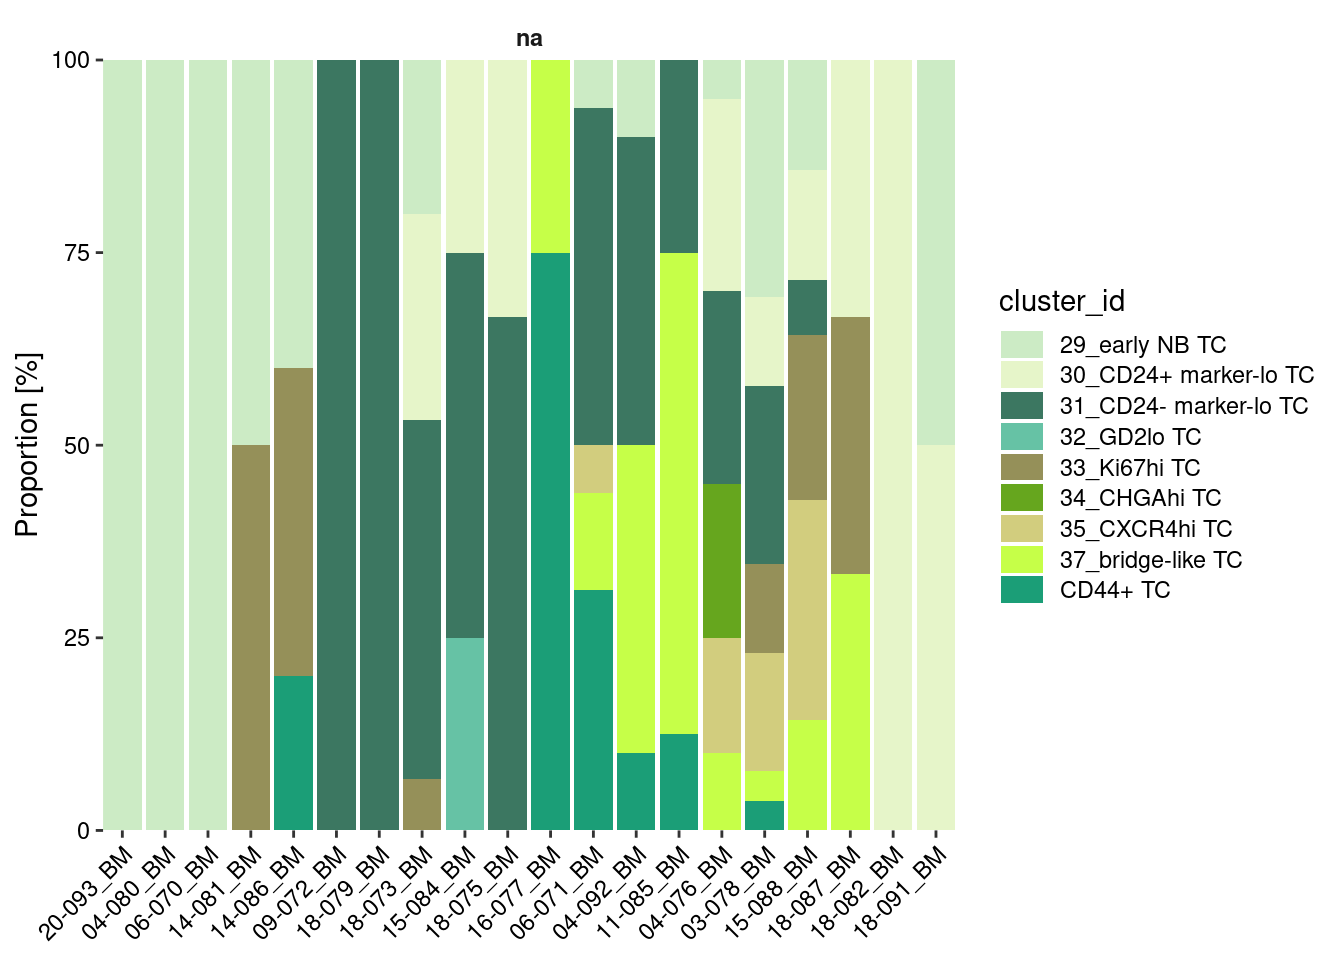 na
Proportion [%]
100
75
50
25
0
20-093_BM
04-080_BM
06-070_BM
14-081_BM
14-086_BM
09-072_BM
18-079_BM
18-073_BM
15-084_BM
18-075_BM
16-077_BM
06-071_BM
04-092_BM
11-085_BM
04-076_BM
03-078_BM
15-088_BM
18-087_BM
18-082_BM
18-091_BM
cluster_id
29_early NB TC
30_CD24+ marker-lo TC
31_CD24- marker-lo TC
32_GD2lo TC
33_Ki67hi TC
34_CHGAhi TC
35_CXCR4hi TC
37_bridge-like TC
CD44+ TC